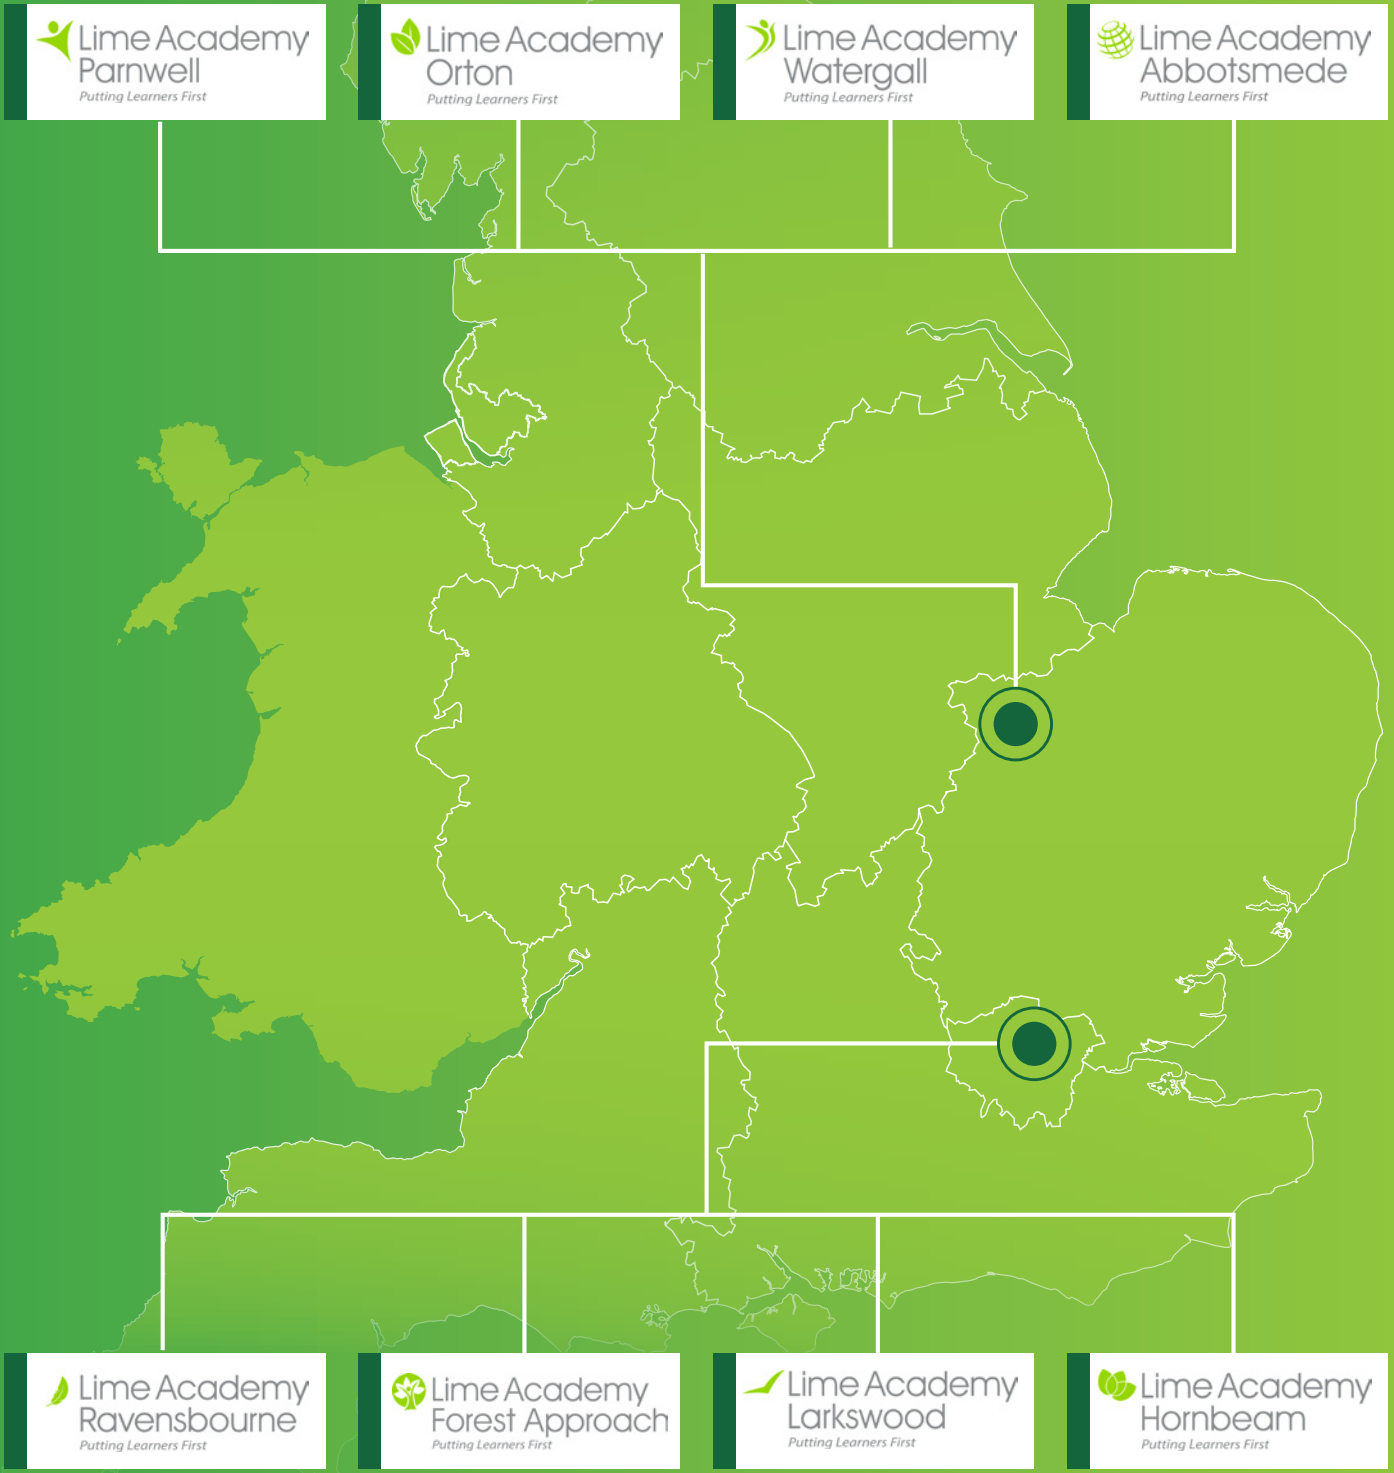 Lime Academy
Parnwell
Putting Learners First
Lime Academy
Orton
Putting Learners First
Lime Academy
Watergall
Putting Learners First
Lime Academy
Abbotsmede
Putting Learners First
Lime Academy
Ravensbourne
Putting Learners First
Lime Academy
Forest Approach
Putting Learners First
Lime Academy
Larkswood
Putting Learners First
Lime Academy
Hornbeam
Putting Learners First